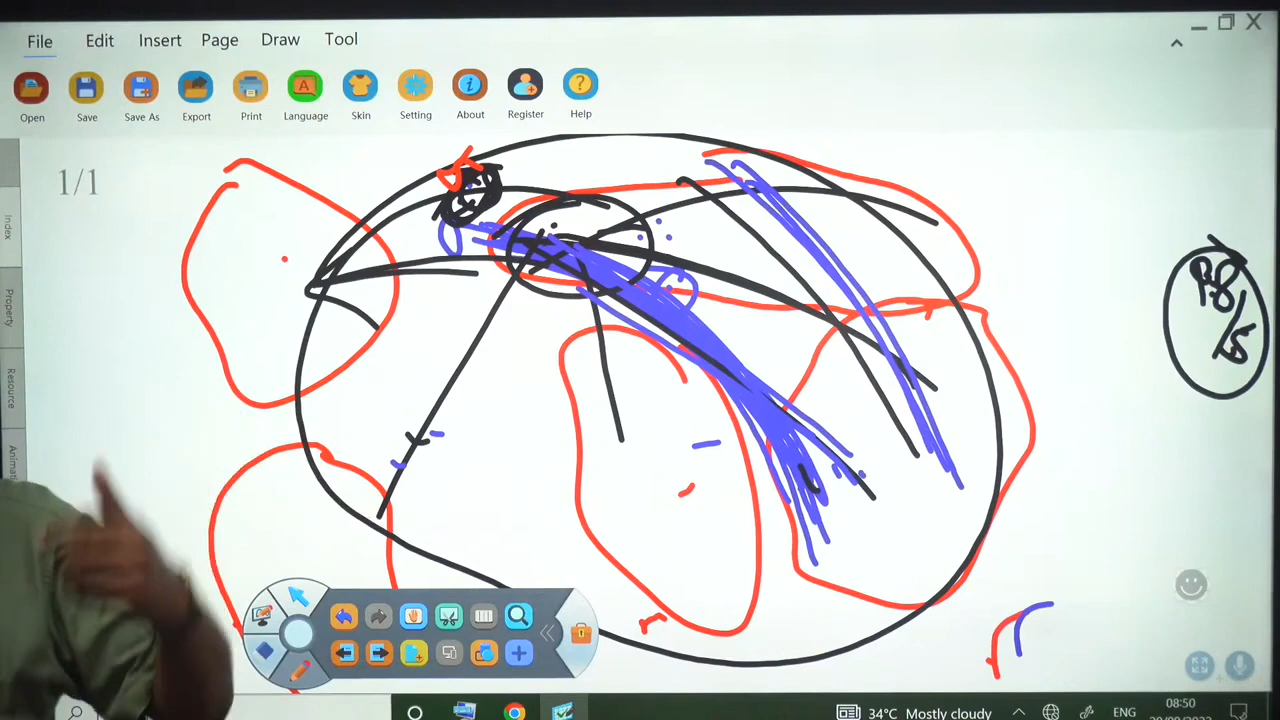 File Edit Insert Page Draw Tool
Open Save Save As Export Print Language Skin Setting About Register Help
1/1
Index
Property
Resource
34°C Mostly cloudy
ENG
08:50